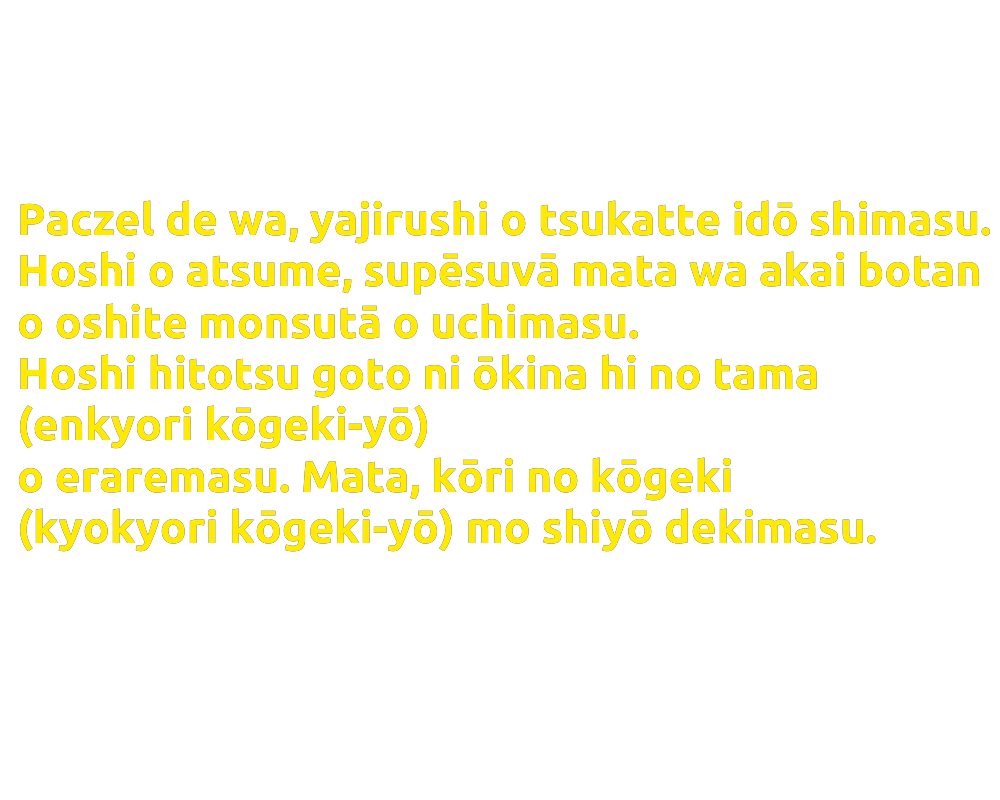 Paczel de wa, yajirushi o tsukatte idō shimasu.
Hoshi o atsume, supēsuvā mata wa akai botan
o oshite monsutā o uchimasu.
Hoshi hitotsu goto ni ōkina hi no tama
(enkyori kōgeki-yō)
o eraremasu. Mata, kōri no kōgeki
(kyokyori kōgeki-yō) mo shiyō dekimasu.